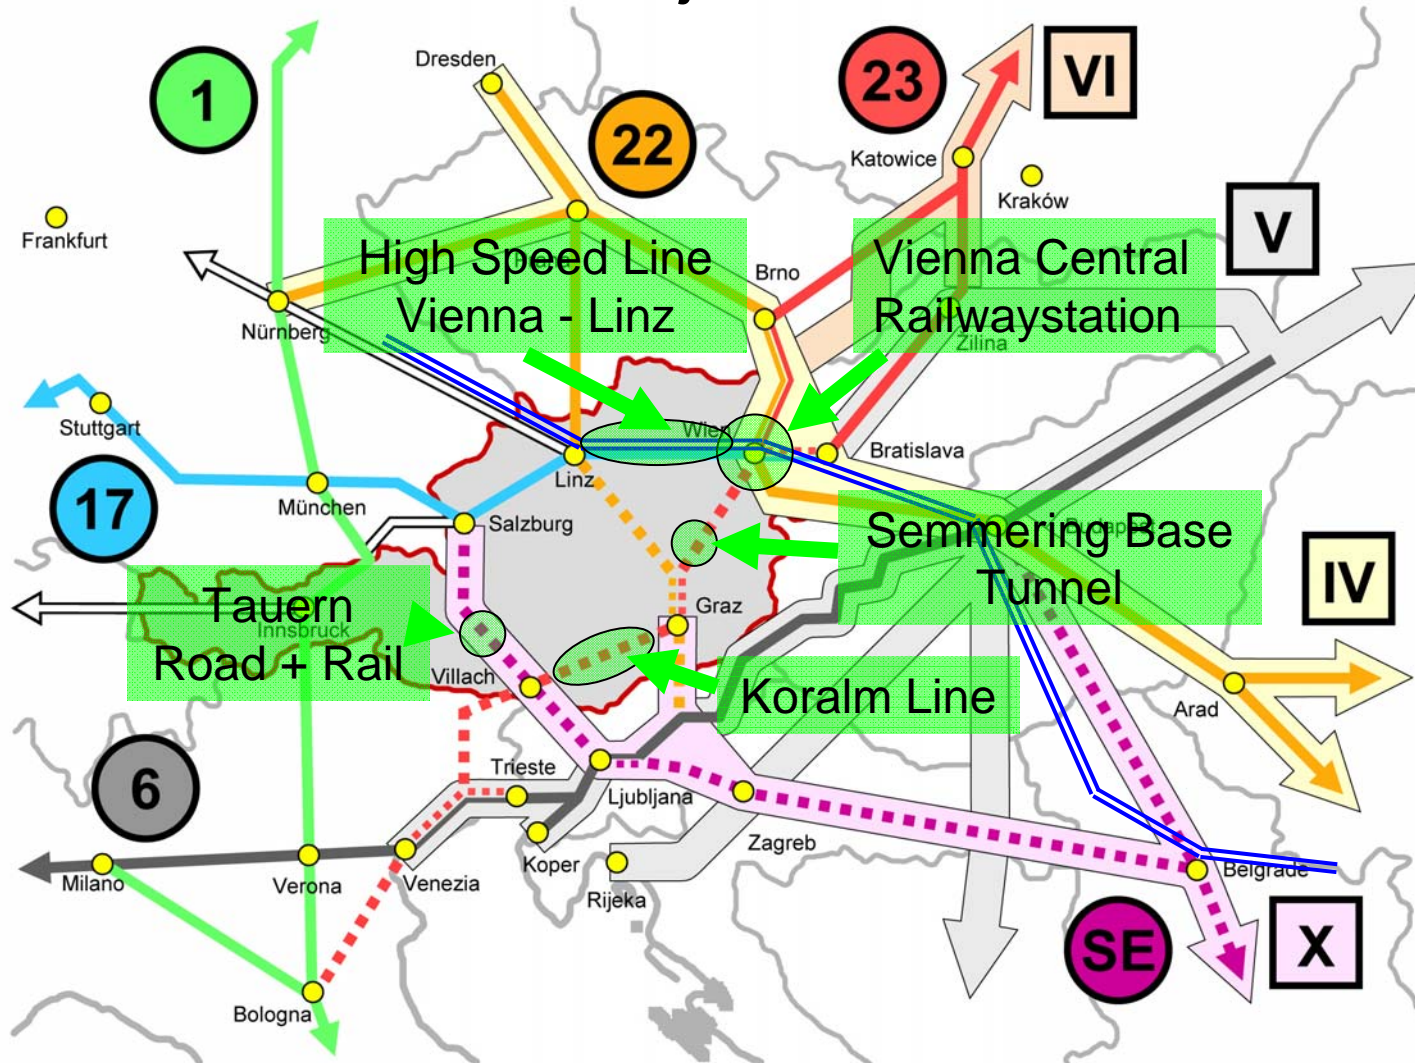 Dresden
1
22
23
VI
Katowice
Kraków
Frankfurt
V
High Speed Line
Vienna - Linz
Vienna Central
Railwaystation
Brno
Nürnberg
Žilina
Stuttgart
Wien
Bratislava
Linz
17
München
Salzburg
Semmering Base
Tunnel
Budapest
IV
Tauern
Road + Rail
Innsbruck
Graz
Villach
Koralm Line
Arad
6
Trieste
Ljubljana
Zagreb
Milano
Verona
Venezia
Koper
Rijeka
Belgrade
SE
X
Bologna